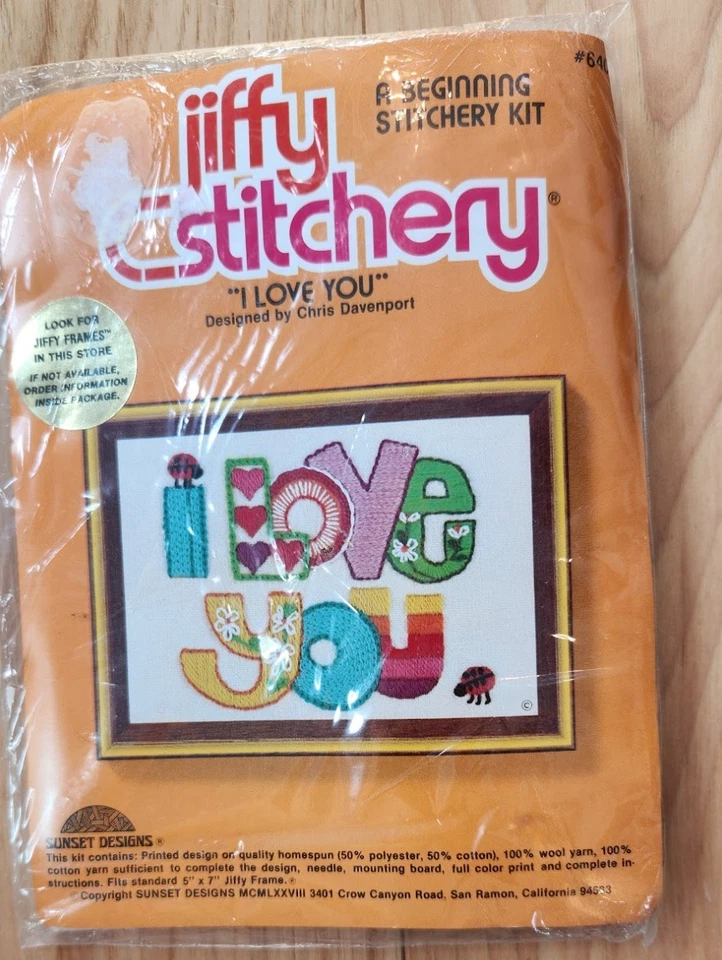 #640
A BEGINNING
STITCHERY KIT
jiffy
stitchery®
"I LOVE YOU"
Designed by Chris Davenport
LOOK FOR
JIFFY FRAMES™
IN THIS STORE
IF NOT AVAILABLE,
ORDER INFORMATION
INSIDE PACKAGE.
i LOVe
yOu
©
SUNSET DESIGNS®
This kit contains: Printed design on quality homespun (50% polyester, 50% cotton), 100% wool yarn, 100%
cotton yarn sufficient to complete the design, needle, mounting board, full color print and complete in-
structions. Fits standard 5" x 7" Jiffy Frame.®
Copyright SUNSET DESIGNS MCMLXXVIII 3401 Crow Canyon Road, San Ramon, California 94583